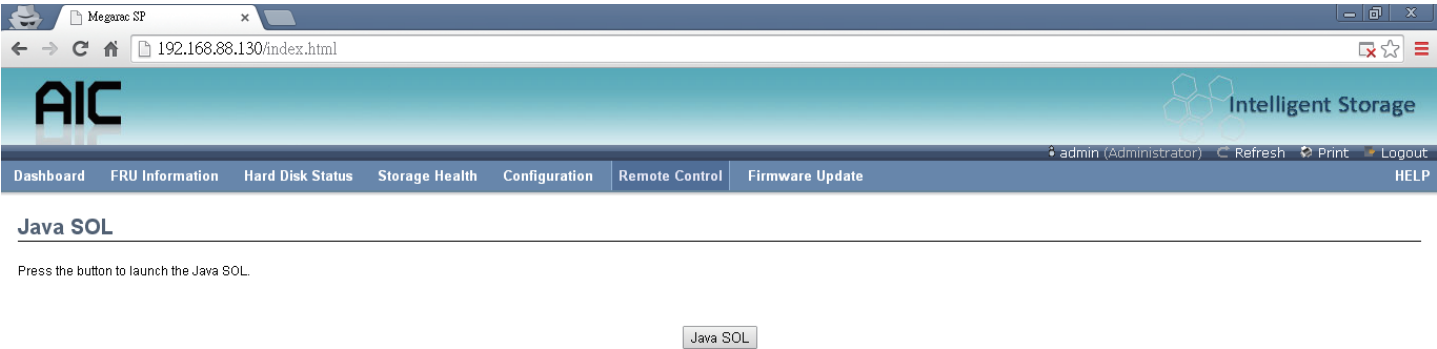 Megarac SP
192.168.88.130/index.html
AIC
Intelligent Storage
admin (Administrator) Refresh Print Logout
Dashboard FRU Information Hard Disk Status Storage Health Configuration Remote Control Firmware Update HELP
Java SOL
Press the button to launch the Java SOL.
Java SOL